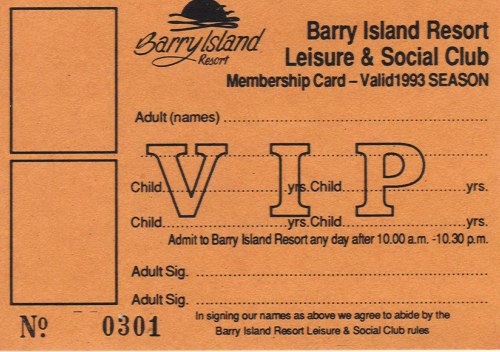 Barry Island
Resort
Barry Island Resort
Leisure & Social Club
Membership Card – Valid1993 SEASON
Adult (names)
VIP
Child yrs. Child yrs.
Child yrs. Child yrs.
Admit to Barry Island Resort any day after 10.00 a.m. -10.30 p.m.
Adult Sig.
Adult Sig.
In signing our names as above we agree to abide by the
Barry Island Resort Leisure & Social Club rules
No. 0301